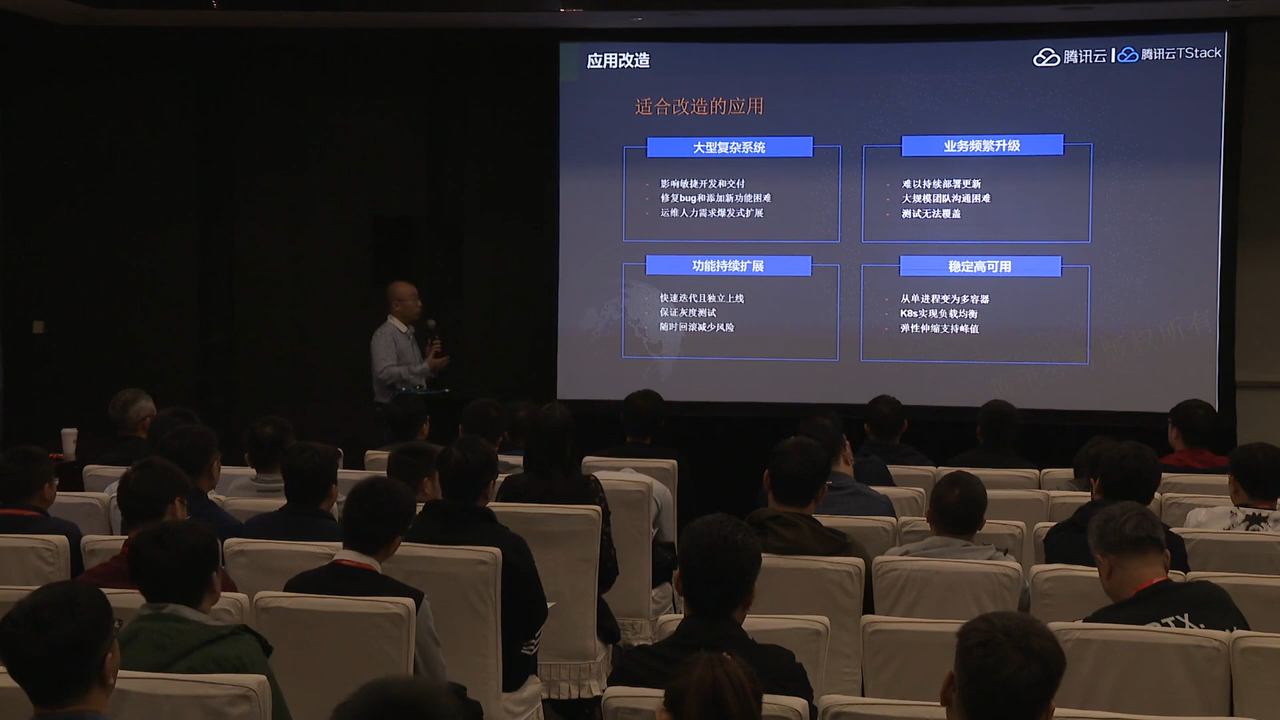 应用改造
腾讯云 | 腾讯云TStack
适合改造的应用
大型复杂系统
影响敏捷开发和交付
修复bug和添加新功能困难
运维人力需求爆发式扩展
业务频繁升级
难以持续部署更新
大规模团队沟通困难
测试无法覆盖
功能持续扩展
快速迭代且独立上线
保证灰度测试
随时回滚减少风险
稳定高可用
从单进程变为多容器
K8s实现负载均衡
弹性伸缩支持峰值